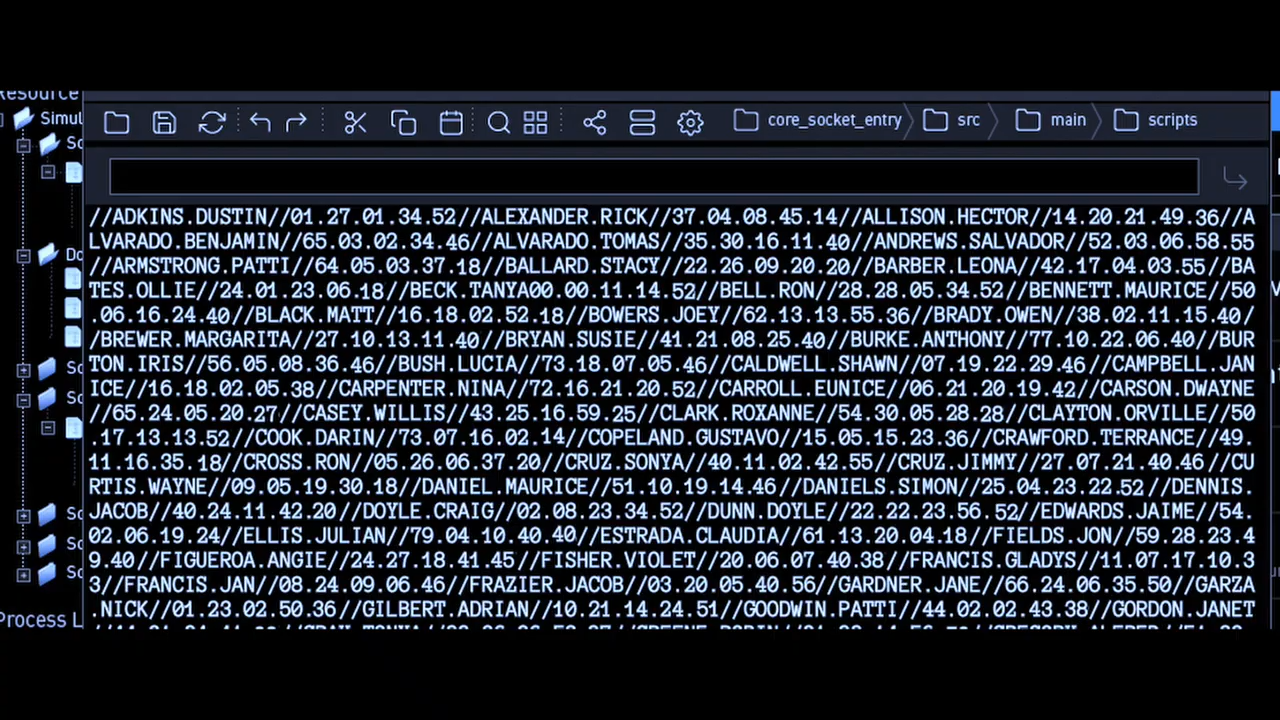 Resource
Simul
core_socket_entry
src
main
scripts
So
Do
So
So
So
So
So
Process L
//ADKINS.DUSTIN//01.27.01.34.52//ALEXANDER.RICK//37.04.08.45.14//ALLISON.HECTOR//14.20.21.49.36//A
LVARADO.BENJAMIN//65.03.02.34.46//ALVARADO.TOMAS//35.30.16.11.40//ANDREWS.SALVADOR//52.03.06.58.55
//ARMSTRONG.PATTI//64.05.03.37.18//BALLARD.STACY//22.26.09.20.20//BARBER.LEONA//42.17.04.03.55//BA
TES.OLLIE//24.01.23.06.18//BECK.TANYA00.00.11.14.52//BELL.RON//28.28.05.34.52//BENNETT.MAURICE//50
.06.16.24.40//BLACK.MATT//16.18.02.52.18//BOWERS.JOEY//62.13.13.55.36//BRADY.OWEN//38.02.11.15.40/
/BREWER.MARGARITA//27.10.13.11.40//BRYAN.SUSIE//41.21.08.25.40//BURKE.ANTHONY//77.10.22.06.40//BUR
TON.IRIS//56.05.08.36.46//BUSH.LUCIA//73.18.07.05.46//CALDWELL.SHAWN//07.19.22.29.46//CAMPBELL.JAN
ICE//16.18.02.05.38//CARPENTER.NINA//72.16.21.20.52//CARROLL.EUNICE//06.21.20.19.42//CARSON.DWAYNE
//65.24.05.20.27//CASEY.WILLIS//43.25.16.59.25//CLARK.ROXANNE//54.30.05.28.28//CLAYTON.ORVILLE//50
.17.13.13.52//COOK.DARIN//73.07.16.02.14//COPELAND.GUSTAVO//15.05.15.23.36//CRAWFORD.TERRANCE//49.
11.16.35.18//CROSS.RON//05.26.06.37.20//CRUZ.SONYA//40.11.02.42.55//CRUZ.JIMMY//27.07.21.40.46//CU
RTIS.WAYNE//09.05.19.30.18//DANIEL.MAURICE//51.10.19.14.46//DANIELS.SIMON//25.04.23.22.52//DENNIS.
JACOB//40.24.11.42.20//DOYLE.CRAIG//02.08.23.34.52//DUNN.DOYLE//22.22.23.56.52//EDWARDS.JAIME//54.
02.06.19.24//ELLIS.JULIAN//79.04.10.40.40//ESTRADA.CLAUDIA//61.13.20.04.18//FIELDS.JON//59.28.23.4
9.40//FIGUEROA.ANGIE//24.27.18.41.45//FISHER.VIOLET//20.06.07.40.38//FRANCIS.GLADYS//11.07.17.10.3
3//FRANCIS.JAN//08.24.09.06.46//FRAZIER.JACOB//03.20.05.40.56//GARDNER.JANE//66.24.06.35.50//GARZA
.NICK//01.23.02.50.36//GILBERT.ADRIAN//10.21.14.24.51//GOODWIN.PATTI//44.02.02.43.38//GORDON.JANET